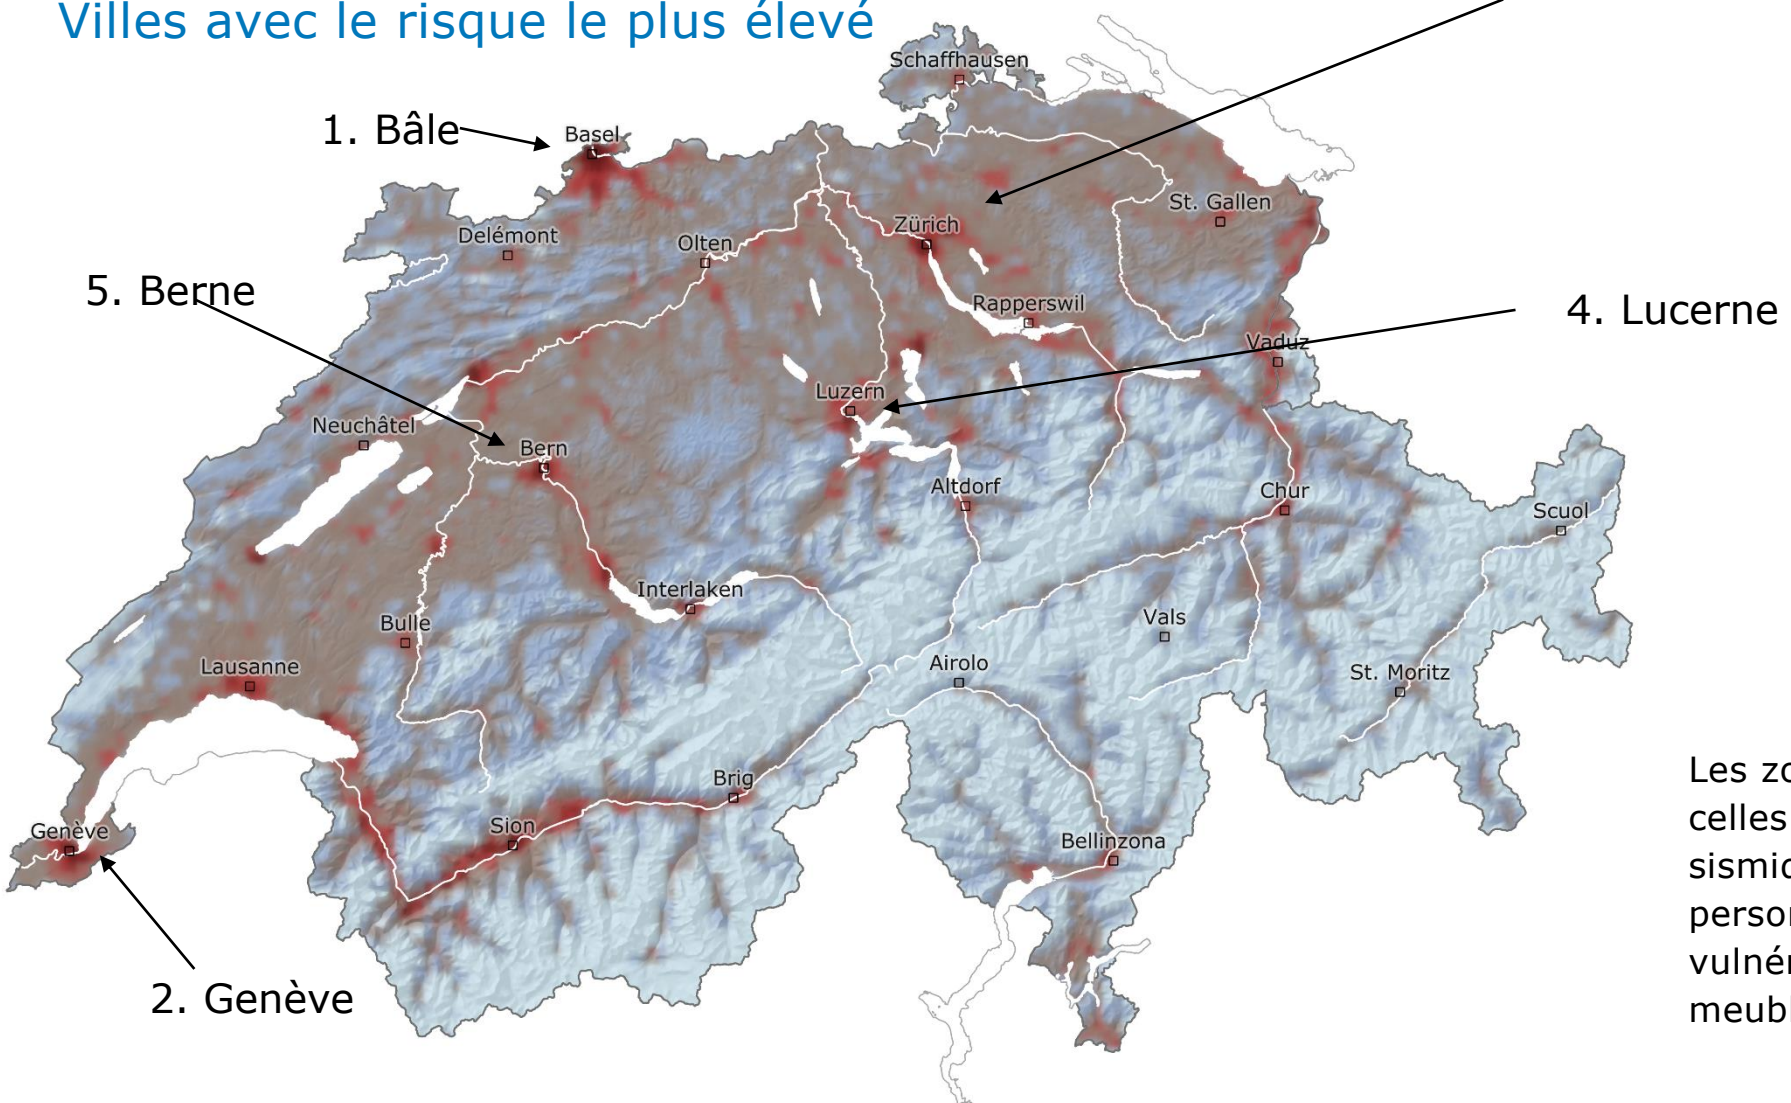 Villes avec le risque le plus élevé
Schaffhausen
1. Bâle
Basel
St. Gallen
Zürich
Delémont
Olten
5. Berne
Rapperswil
4. Lucerne
Vaduz
Luzern
Neuchâtel
Bern
Altdorf
Chur
Scuol
Interlaken
Bulle
Vals
Lausanne
Airolo
St. Moritz
Brig
Genève
Sion
Bellinzona
2. Genève
Les
celles